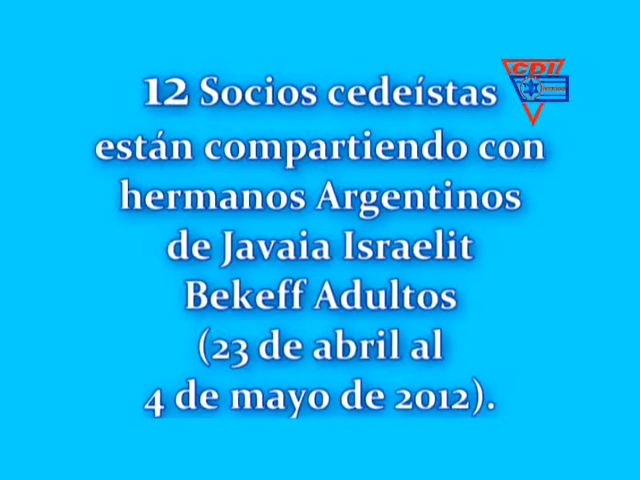 CDI
12 Socios cedeístas
están compartiendo con
hermanos Argentinos
de Javaia Israelit
Bekeff Adultos
(23 de abril al
4 de mayo de 2012).